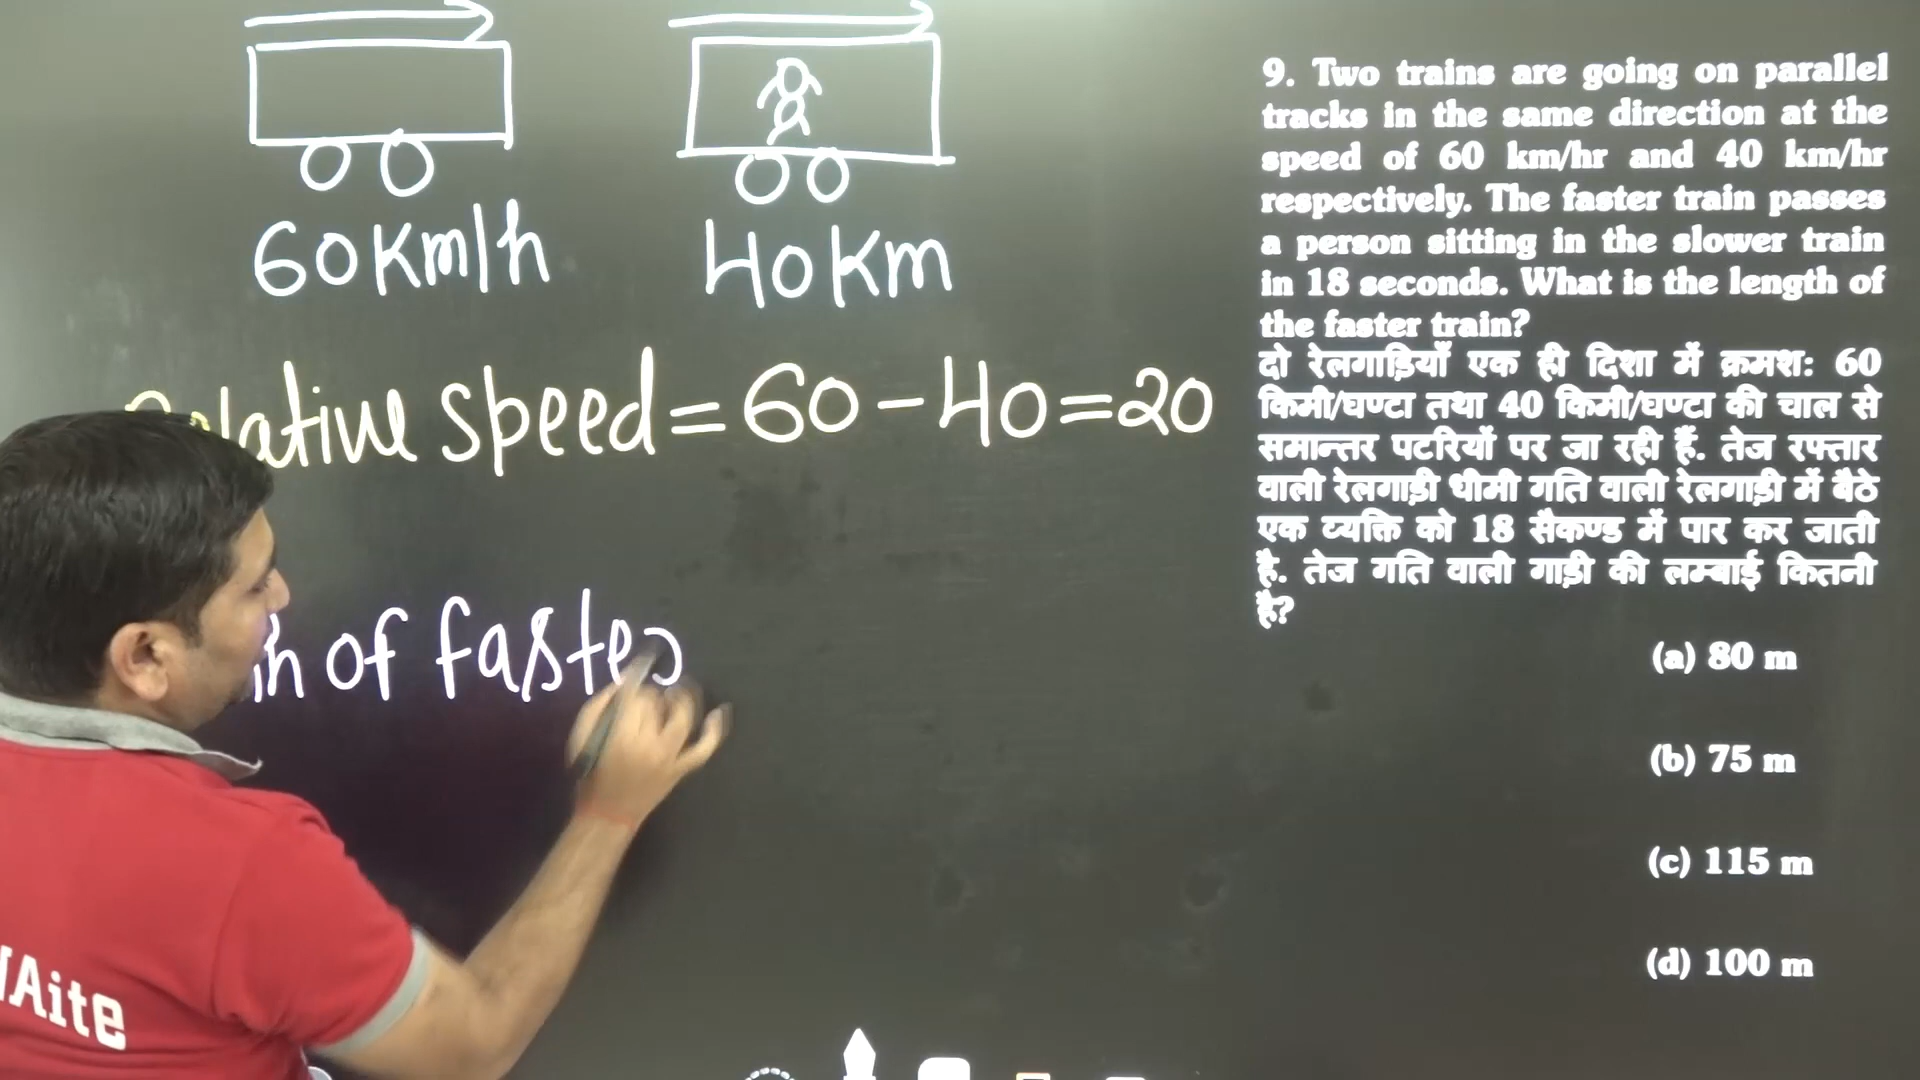 60Km/h
40Km
Relative speed = 60 - 40 = 20
of faster
Aite
9. Two trains are going on parallel
tracks in the same direction at the
speed of 60 km/hr and 40 km/hr
respectively. The faster train passes
a person sitting in the slower train
in 18 seconds. What is the length of
the faster train?
दो रेलगाड़ियाँ एक ही दिशा में क्रमश: 60
किमी/घण्टा तथा 40 किमी/घण्टा की चाल से
समान्तर पटरियों पर जा रही हैं. तेज रफ्तार
वाली रेलगाड़ी धीमी गति वाली रेलगाड़ी में बैठे
एक व्यक्ति को 18 सैकण्ड में पार कर जाती
है. तेज गति वाली गाड़ी की लम्बाई कितनी
है?
(a) 80 m
(b) 75 m
(c) 115 m
(d) 100 m